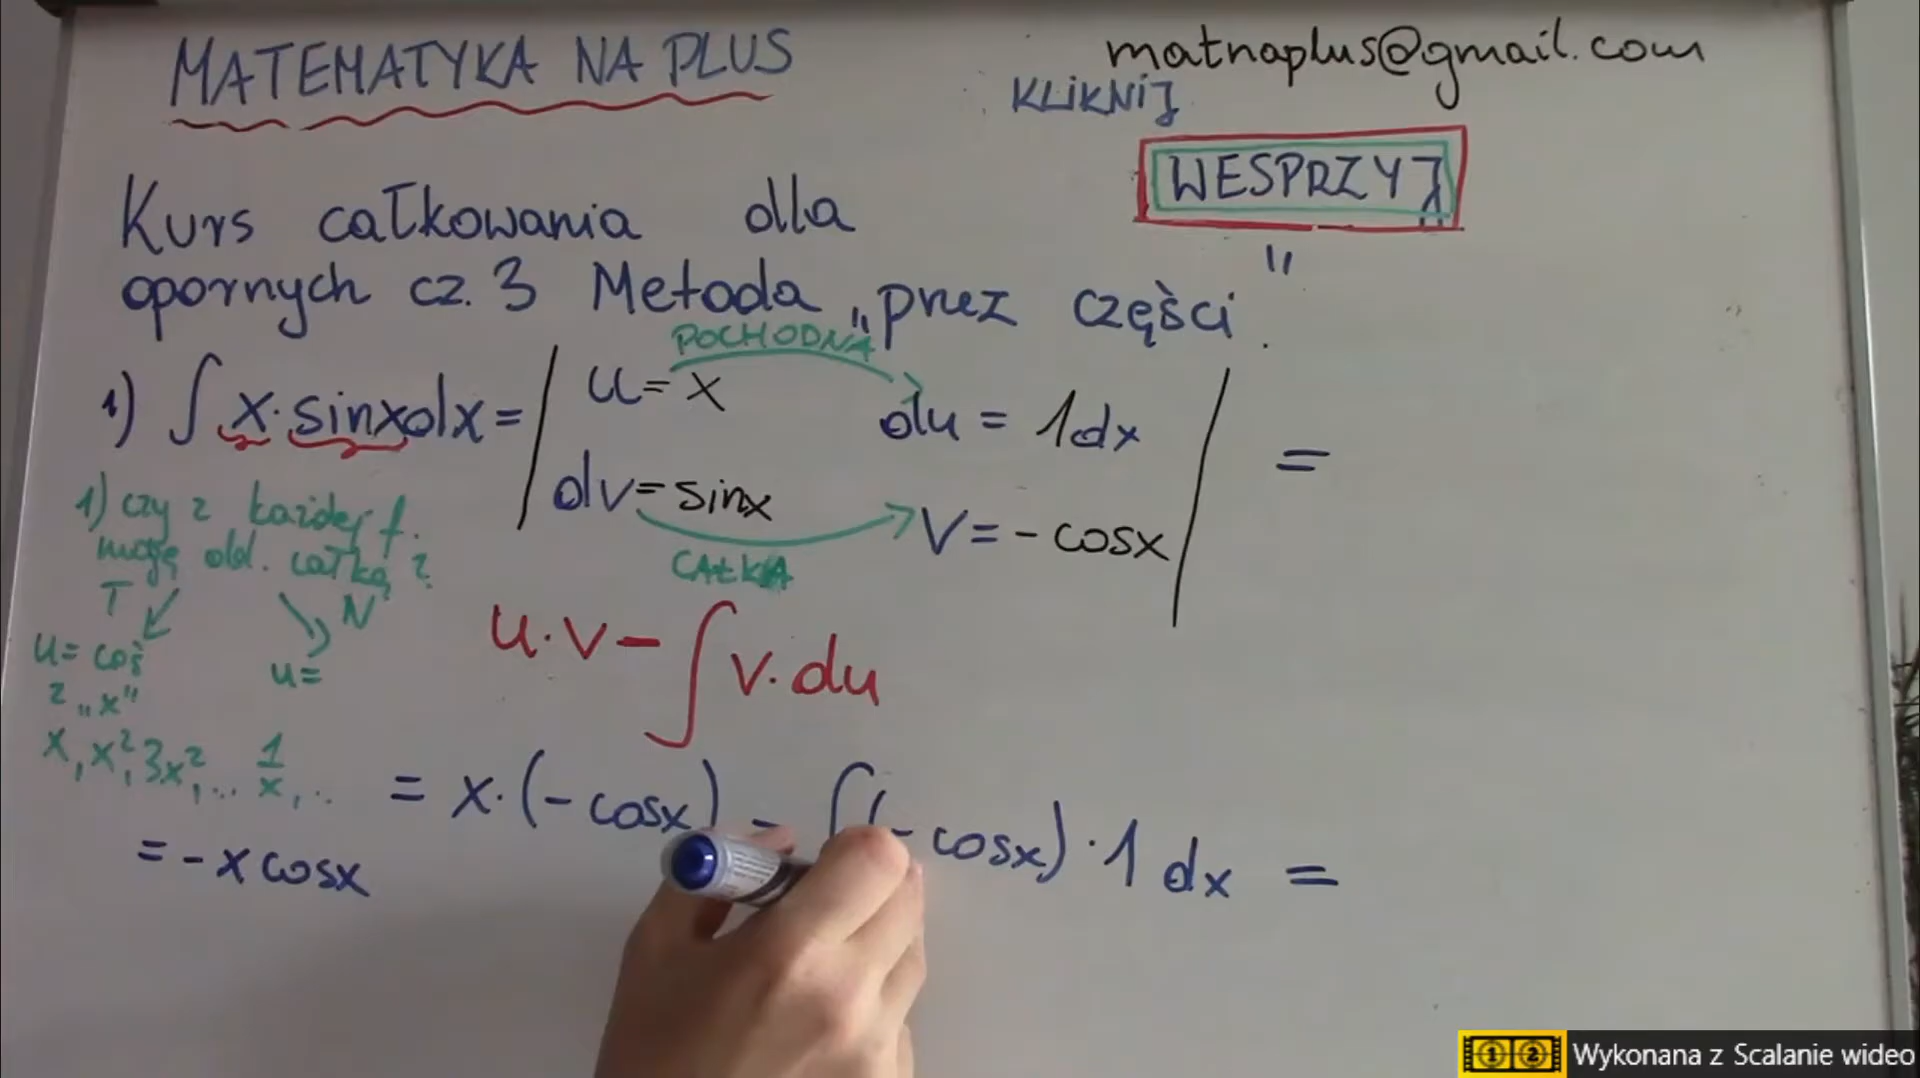 MATEMATYKA NA PLUS
matnaplus@gmail.com
KLIKNIJ
WESPRZYJ
Kurs całkowania dla
opornych cz. 3 Metoda „przez części"
POCHODNA
1) ∫ x · sinxdx = | u = x du = 1dx | =
dv = sinx v = - cosx
CAŁKA
1) czy z każdej f.
mogę obl. całkę?
T N
u = coś u =
z „x"
x, x², 3x², ... 1/x, ..
u · v - ∫ v · du
= x · (- cosx) - ∫ (- cosx) · 1 dx =
= - x cosx
Wykonana z Scalanie wideo